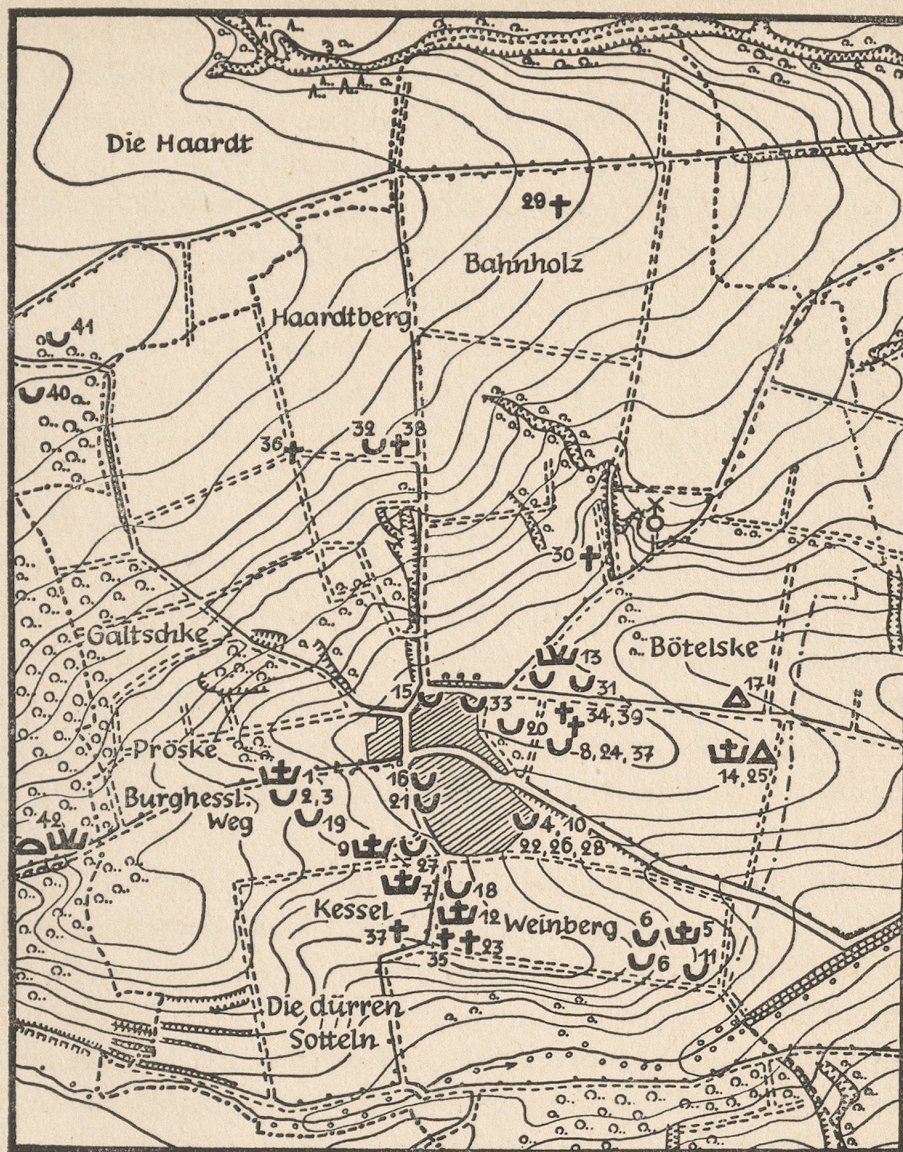 Die Haardt
29
Bahnholz
Haardtberg
41
40
36
32
38
30
Galtschke
Bötelske
13
17
15
33
31
34, 39
20
8, 24, 37
Pröske
14, 25
16
1
21
2, 3
Burghessl.
Weg
19
4, 10
22, 26, 28
42
9
27
7
18
Kessel
12
Weinberg
6
5
37
35
23
6
11
Die dürren
Sotteln